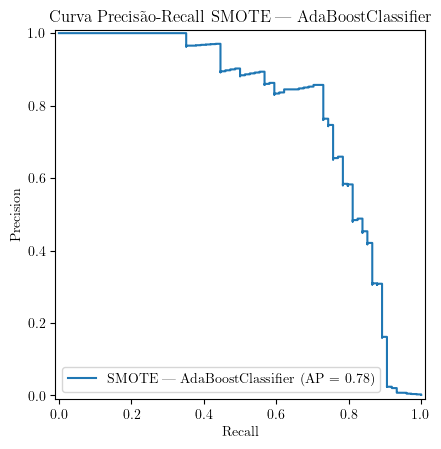 Curva Precisão-Recall SMOTE — AdaBoostClassifier
1.0
0.8
0.6
0.4
0.2
0.0
Precision
SMOTE — AdaBoostClassifier (AP = 0.78)
0.0 0.2 0.4 0.6 0.8 1.0
Recall